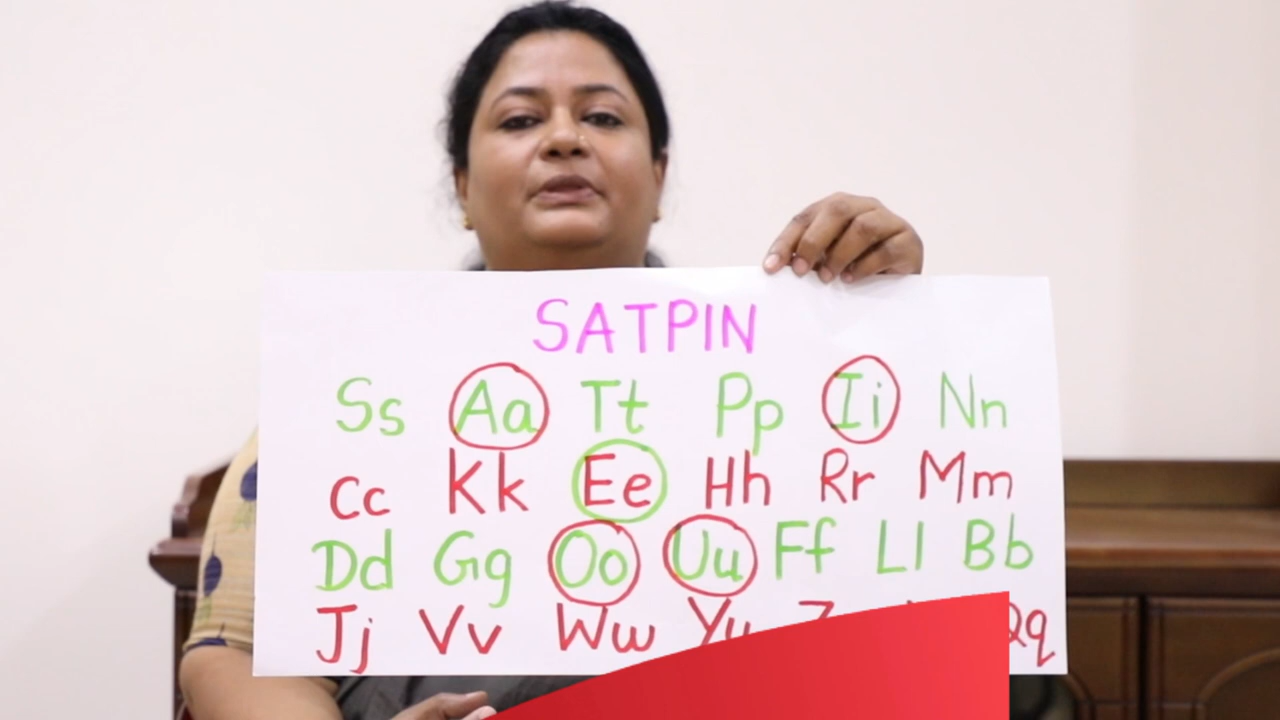 SATPIN
Ss Aa Tt Pp Ii Nn
Cc Kk Ee Hh Rr Mm
Dd Gg Oo Uu Ff Ll Bb
Jj Vv Ww Yy Qq